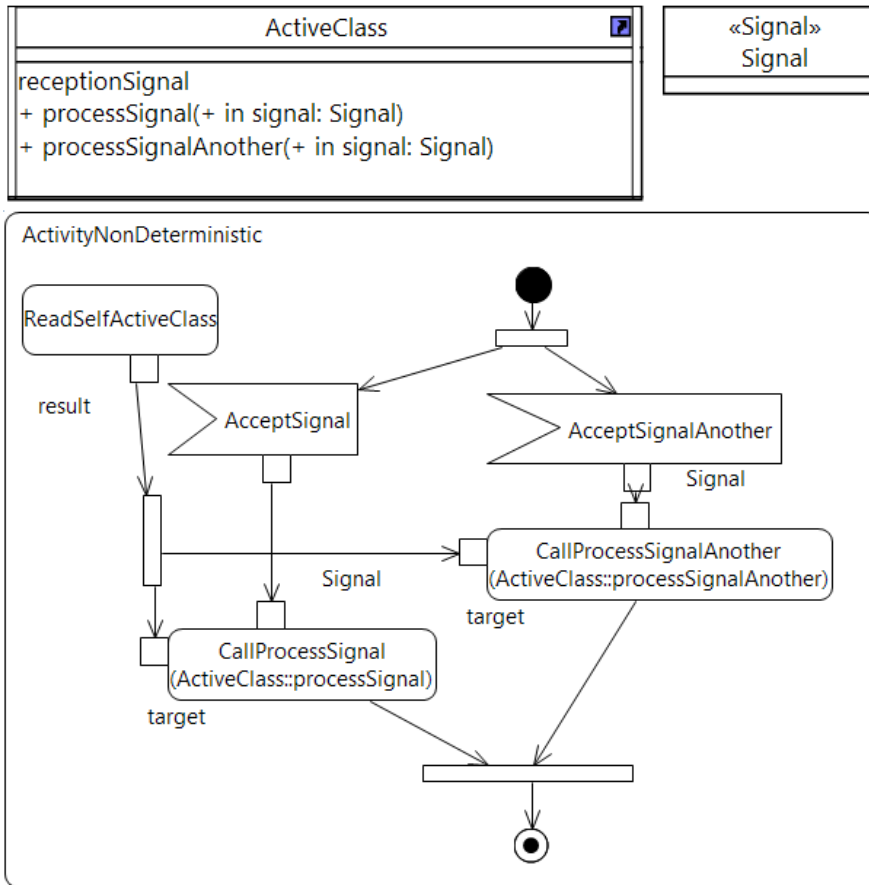 ActiveClass
receptionSignal
+ processSignal(+ in signal: Signal)
+ processSignalAnother(+ in signal: Signal)
«Signal»
Signal
ActivityNonDeterministic
ReadSelfActiveClass
result
AcceptSignal
AcceptSignalAnother
Signal
CallProcessSignalAnother
(ActiveClass::processSignalAnother)
Signal
target
CallProcessSignal
(ActiveClass::processSignal)
target